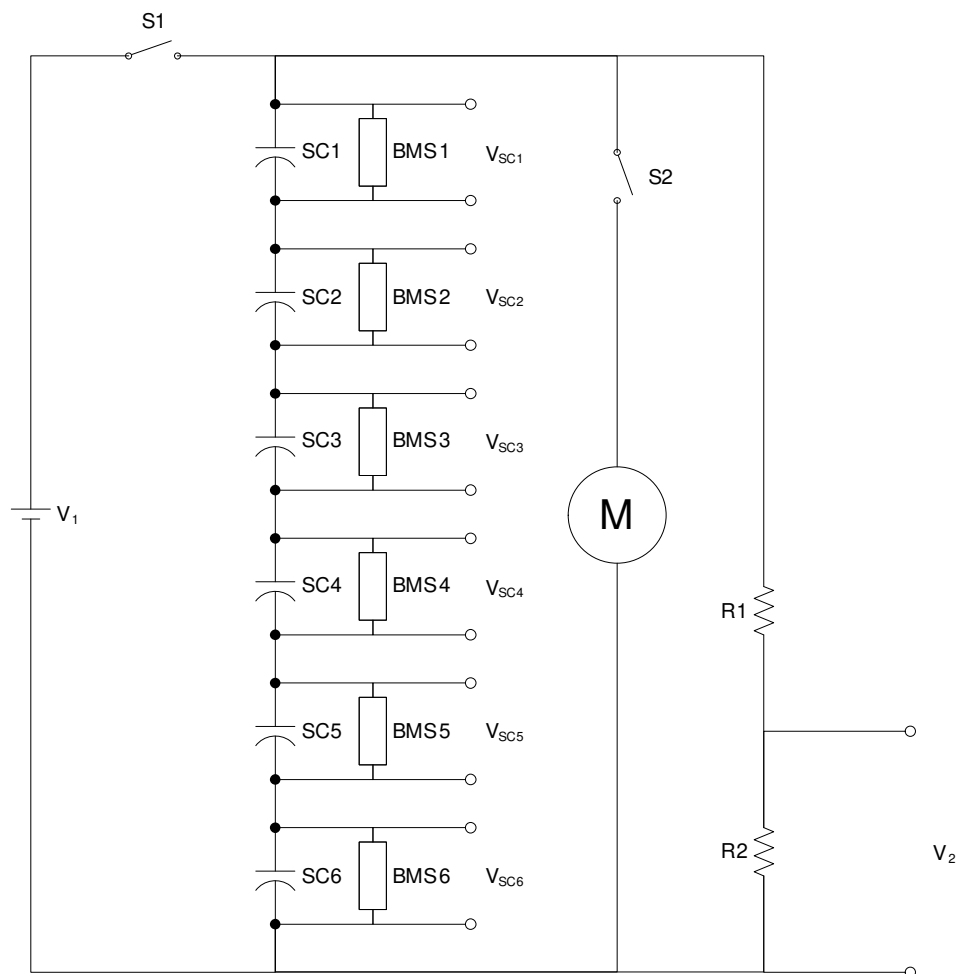 S1
SC1 BMS1 VSC1
S2
SC2 BMS2 VSC2
SC3 BMS3 VSC3
V1
M
SC4 BMS4 VSC4
R1
SC5 BMS5 VSC5
R2
V2
SC6 BMS6 VSC6